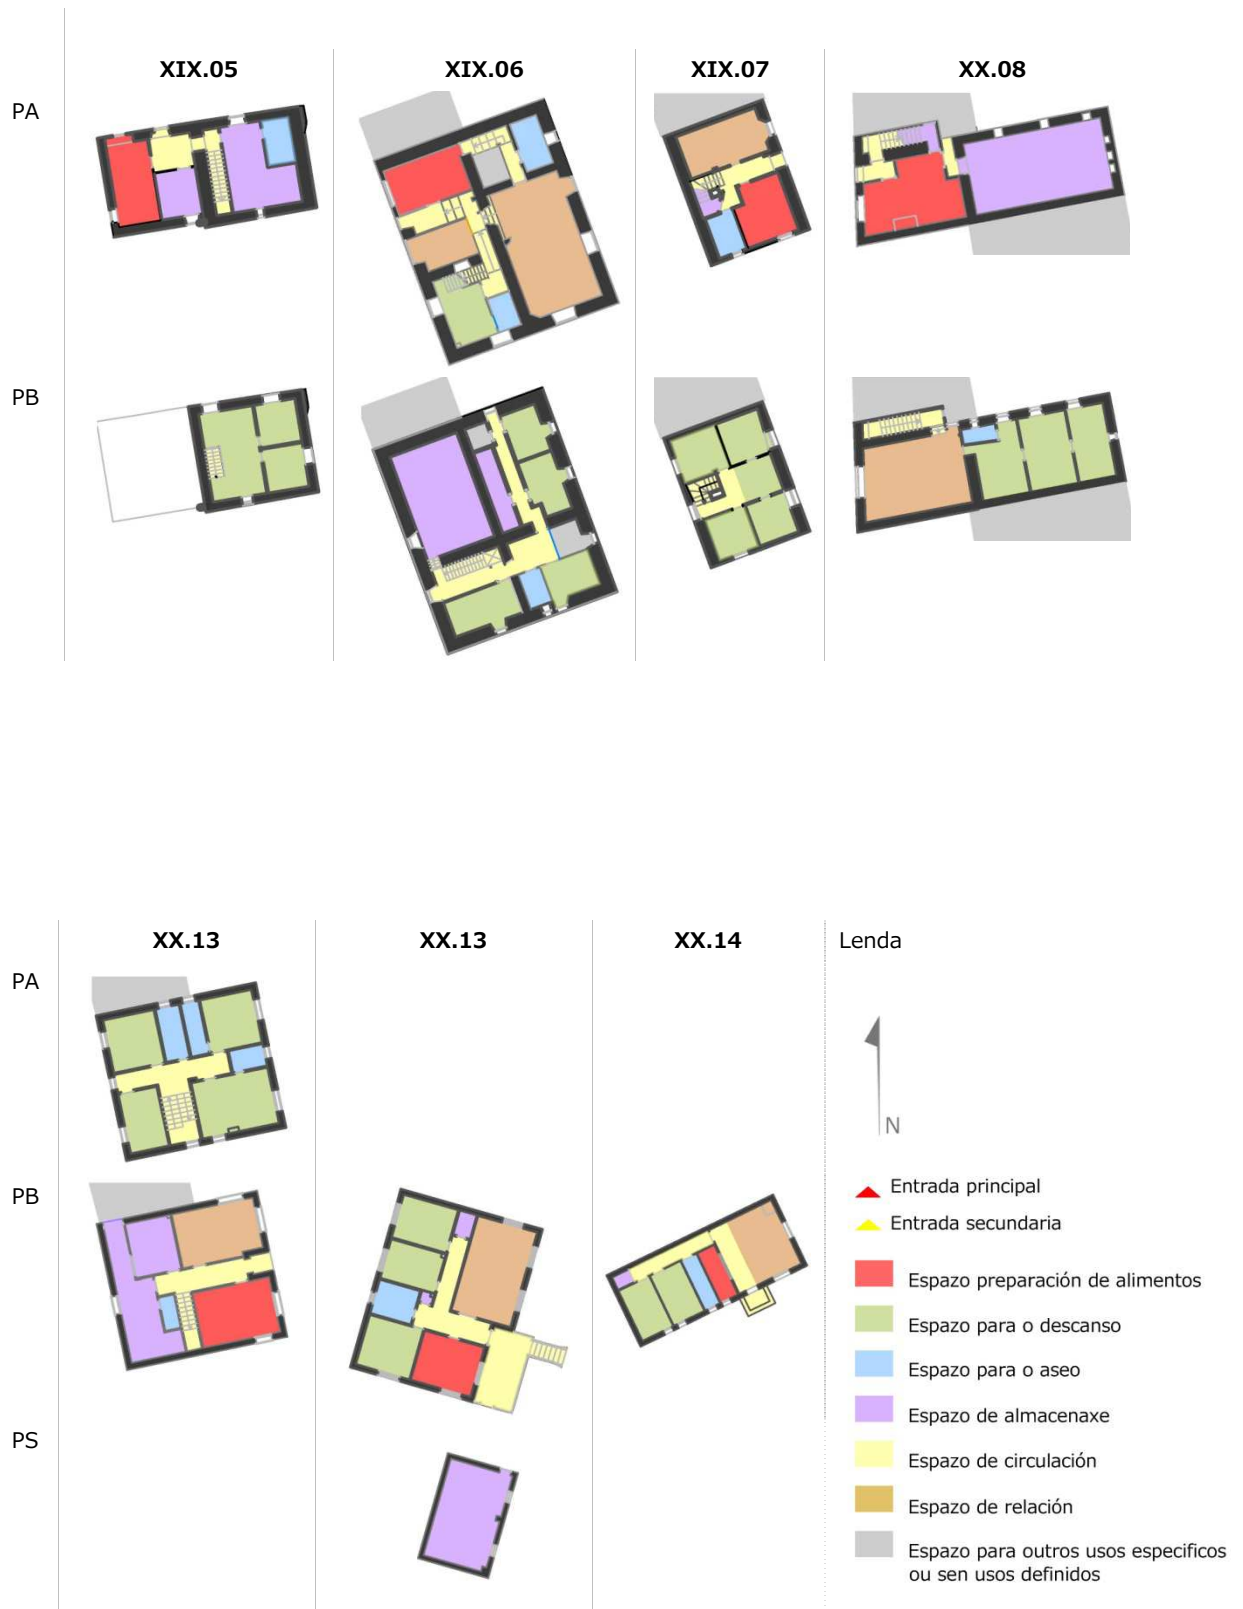 XIX.05 XIX.06 XIX.07 XX.08
PA
PB
XX.13 XX.13 XX.14 Lenda
PA
N
PB
Entrada principal
Entrada secundaria
Espazo preparación de alimentos
Espazo para o descanso
Espazo para o aseo
Espazo de almacenaxe
PS
Espazo de circulación
Espazo de relación
Espazo para outros usos especificos
ou sen usos definidos